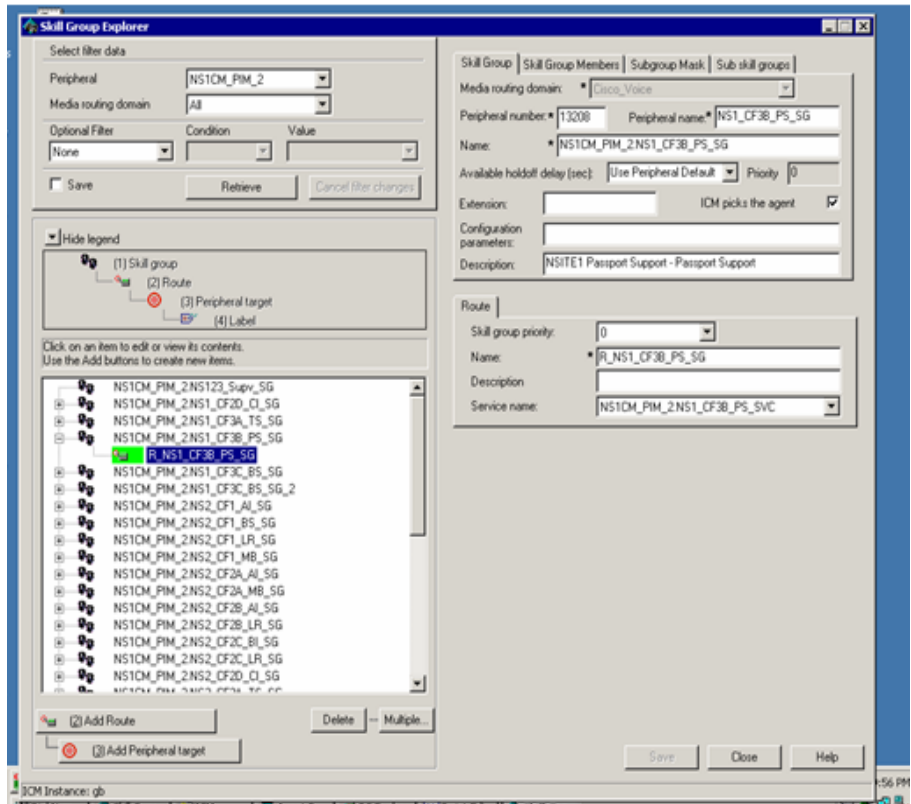 Skill Group Explorer
Select filter data
Peripheral NS1CM_PIM_2
Media routing domain All
Optional Filter Condition Value
None
Save Retrieve Cancel filter changes
Hide legend
(1) Skill group
(2) Route
(3) Peripheral target
(4) Label
Click on an item to edit or view its contents.
Use the Add buttons to create new items.
NS1CM_PIM_2.NS123_Supv_SG
NS1CM_PIM_2.NS1_CF2D_CI_SG
NS1CM_PIM_2.NS1_CF3A_TS_SG
NS1CM_PIM_2.NS1_CF3B_PS_SG
R_NS1_CF3B_PS_SG
NS1CM_PIM_2.NS1_CF3C_BS_SG
NS1CM_PIM_2.NS1_CF3C_BS_SG_2
NS1CM_PIM_2.NS2_CF1_AI_SG
NS1CM_PIM_2.NS2_CF1_BS_SG
NS1CM_PIM_2.NS2_CF1_LR_SG
NS1CM_PIM_2.NS2_CF1_MB_SG
NS1CM_PIM_2.NS2_CF2A_AI_SG
NS1CM_PIM_2.NS2_CF2A_MB_SG
NS1CM_PIM_2.NS2_CF2B_AI_SG
NS1CM_PIM_2.NS2_CF2B_LR_SG
NS1CM_PIM_2.NS2_CF2C_BI_SG
NS1CM_PIM_2.NS2_CF2C_LR_SG
NS1CM_PIM_2.NS2_CF2D_CI_SG
(2) Add Route Delete Multiple...
(3) Add Peripheral target
Skill Group Skill Group Members Subgroup Mask Sub skill groups
Media routing domain: * Cisco_Voice
Peripheral number: * 13208 Peripheral name: * NS1_CF3B_PS_SG
Name: * NS1CM_PIM_2.NS1_CF3B_PS_SG
Available holdoff delay (sec): Use Peripheral Default Priority 0
Extension: ICM picks the agent
Configuration
parameters:
Description: NSITE1 Passport Support - Passport Support
Route
Skill group priority: 0
Name: * R_NS1_CF3B_PS_SG
Description
Service name: NS1CM_PIM_2.NS1_CF3B_PS_SVC
Save Close Help
ICM Instance: gb
:56 PM